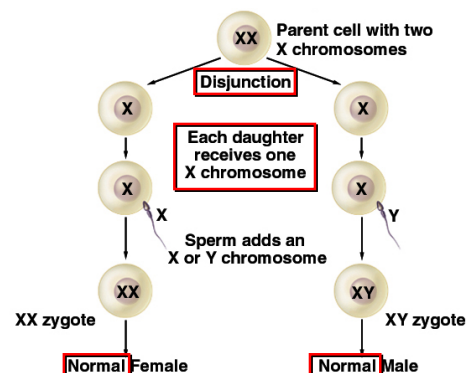 XX
Parent cell with two
X chromosomes
Disjunction
X
X
Each daughter
receives one
X chromosome
X
X
X
Y
Sperm adds an
X or Y chromosome
XX
XY
XX zygote
XY zygote
Normal Female
Normal Male